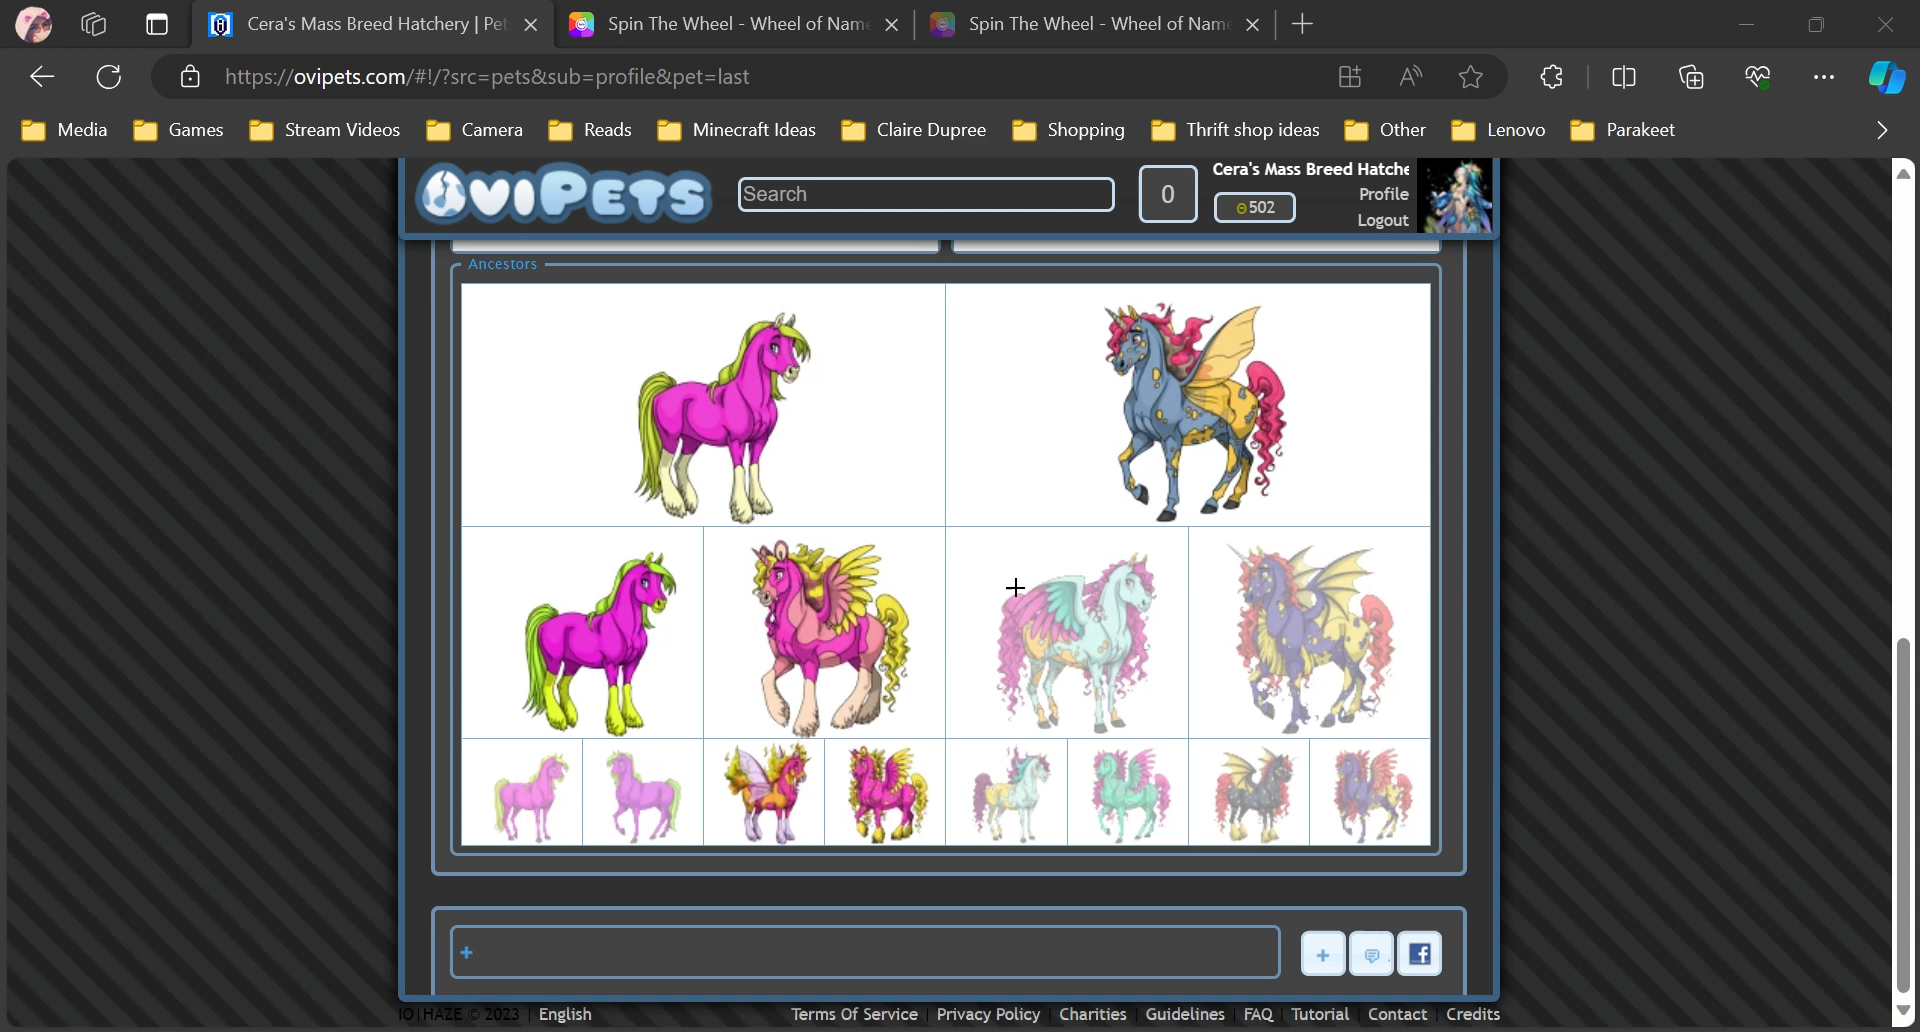 Cera's Mass Breed Hatchery | Pet
Spin The Wheel - Wheel of Name
Spin The Wheel - Wheel of Name
https://ovipets.com/#!/?src=pets&sub=profile&pet=last
Media
Games
Stream Videos
Camera
Reads
Minecraft Ideas
Claire Dupree
Shopping
Thrift shop ideas
Other
Lenovo
Parakeet
OviPets
Search
0
Cera's Mass Breed Hatche
502
Profile
Logout
Ancestors
IO|HAZE © 2023
English
Terms Of Service
Privacy Policy
Charities
Guidelines
FAQ
Tutorial
Contact
Credits